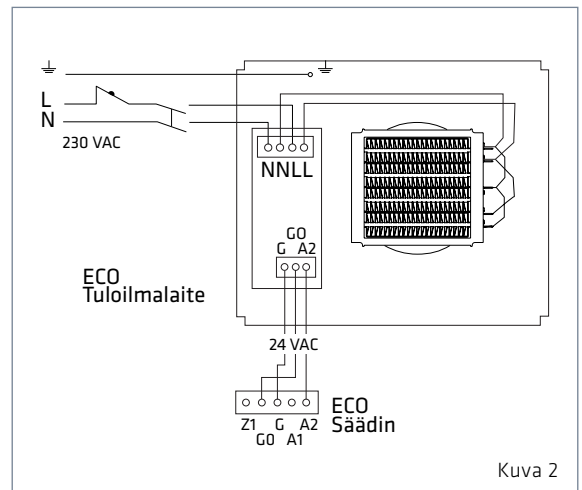 L
N
230 VAC
NNLL
G0
G A2
ECO
Tuloilmalaite
24 VAC
ECO
Säädin
Z1 G A2
G0 A1
Kuva 2